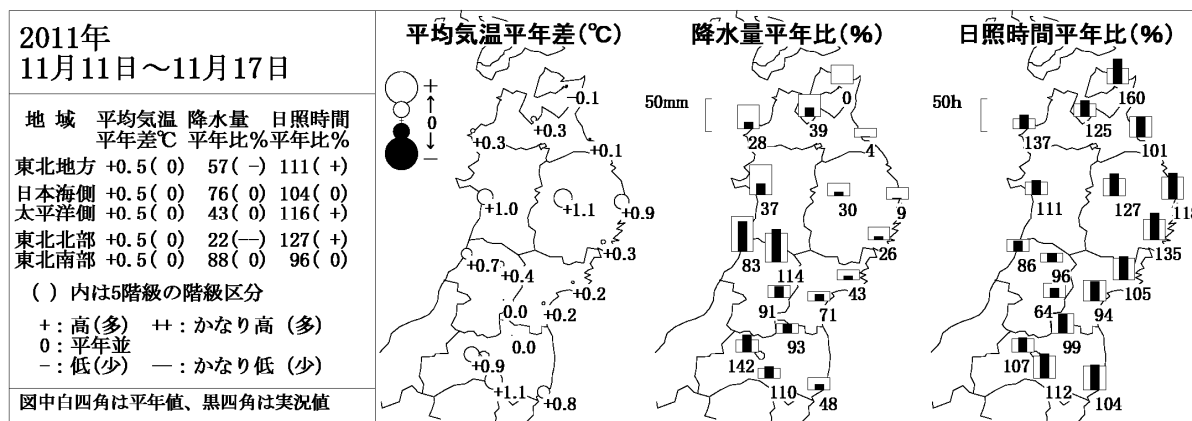 2011年
11月11日～11月17日
地 域 平均気温 降水量 日照時間
平年差℃ 平年比% 平年比%
東北地方 +0.5( 0) 57( -) 111( +)
日本海側 +0.5( 0) 76( 0) 104( 0)
太平洋側 +0.5( 0) 43( 0) 116( +)
東北北部 +0.5( 0) 22(--) 127( +)
東北南部 +0.5( 0) 88( 0) 96( 0)
( ) 内は5階級の階級区分
+：高(多) ++：かなり高 (多)
0：平年並
-：低(少) --：かなり低 (少)
図中白四角は平年値、黒四角は実況値
平均気温平年差(℃)
+
↑
0
↓
-
-0.1
+0.3
+0.3
+0.1
+1.0
+1.1
+0.9
+0.3
+0.7
+0.4
+0.2
0.0
+0.2
0.0
+0.9
+1.1
+0.8
降水量平年比(%)
50mm
0
39
28
4
37
30
9
26
83
114
43
91
71
93
142
110
48
日照時間平年比(%)
50h
160
125
137
101
111
127
135
86
96
105
64
94
99
107
112
104